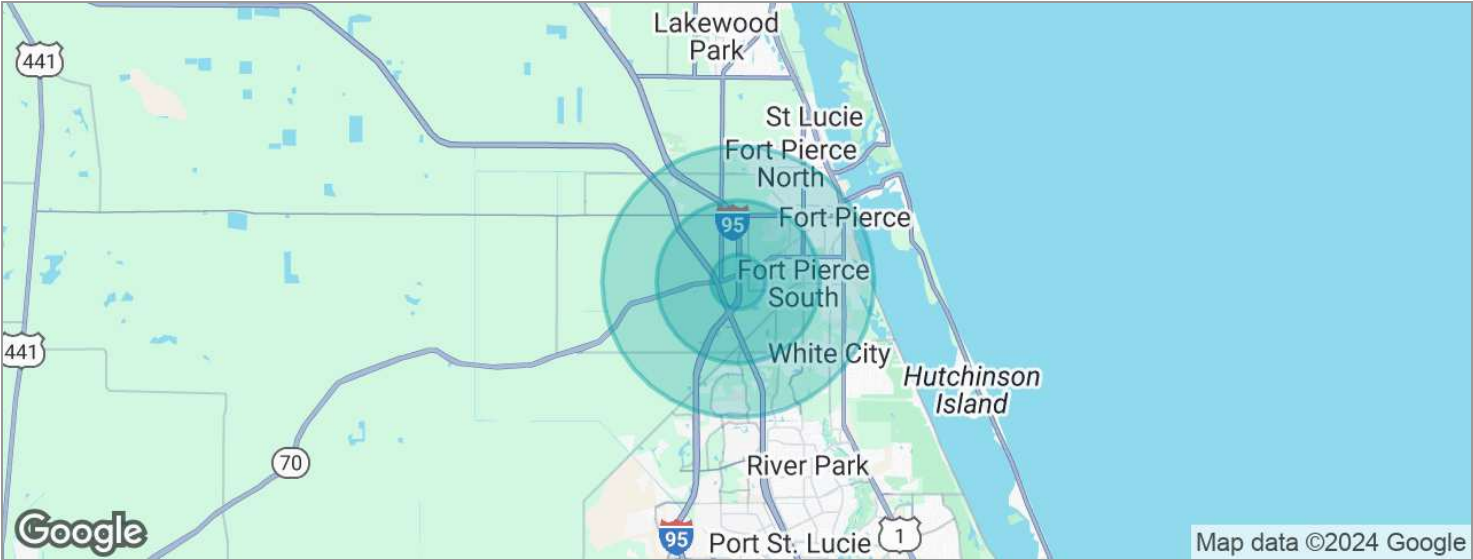 Lakewood
Park
441
St Lucie
Fort Pierce
North
95
Fort Pierce
Fort Pierce
South
441
White City
Hutchinson
Island
70
River Park
Google
95
Port St. Lucie
1
Map data ©2024 Google